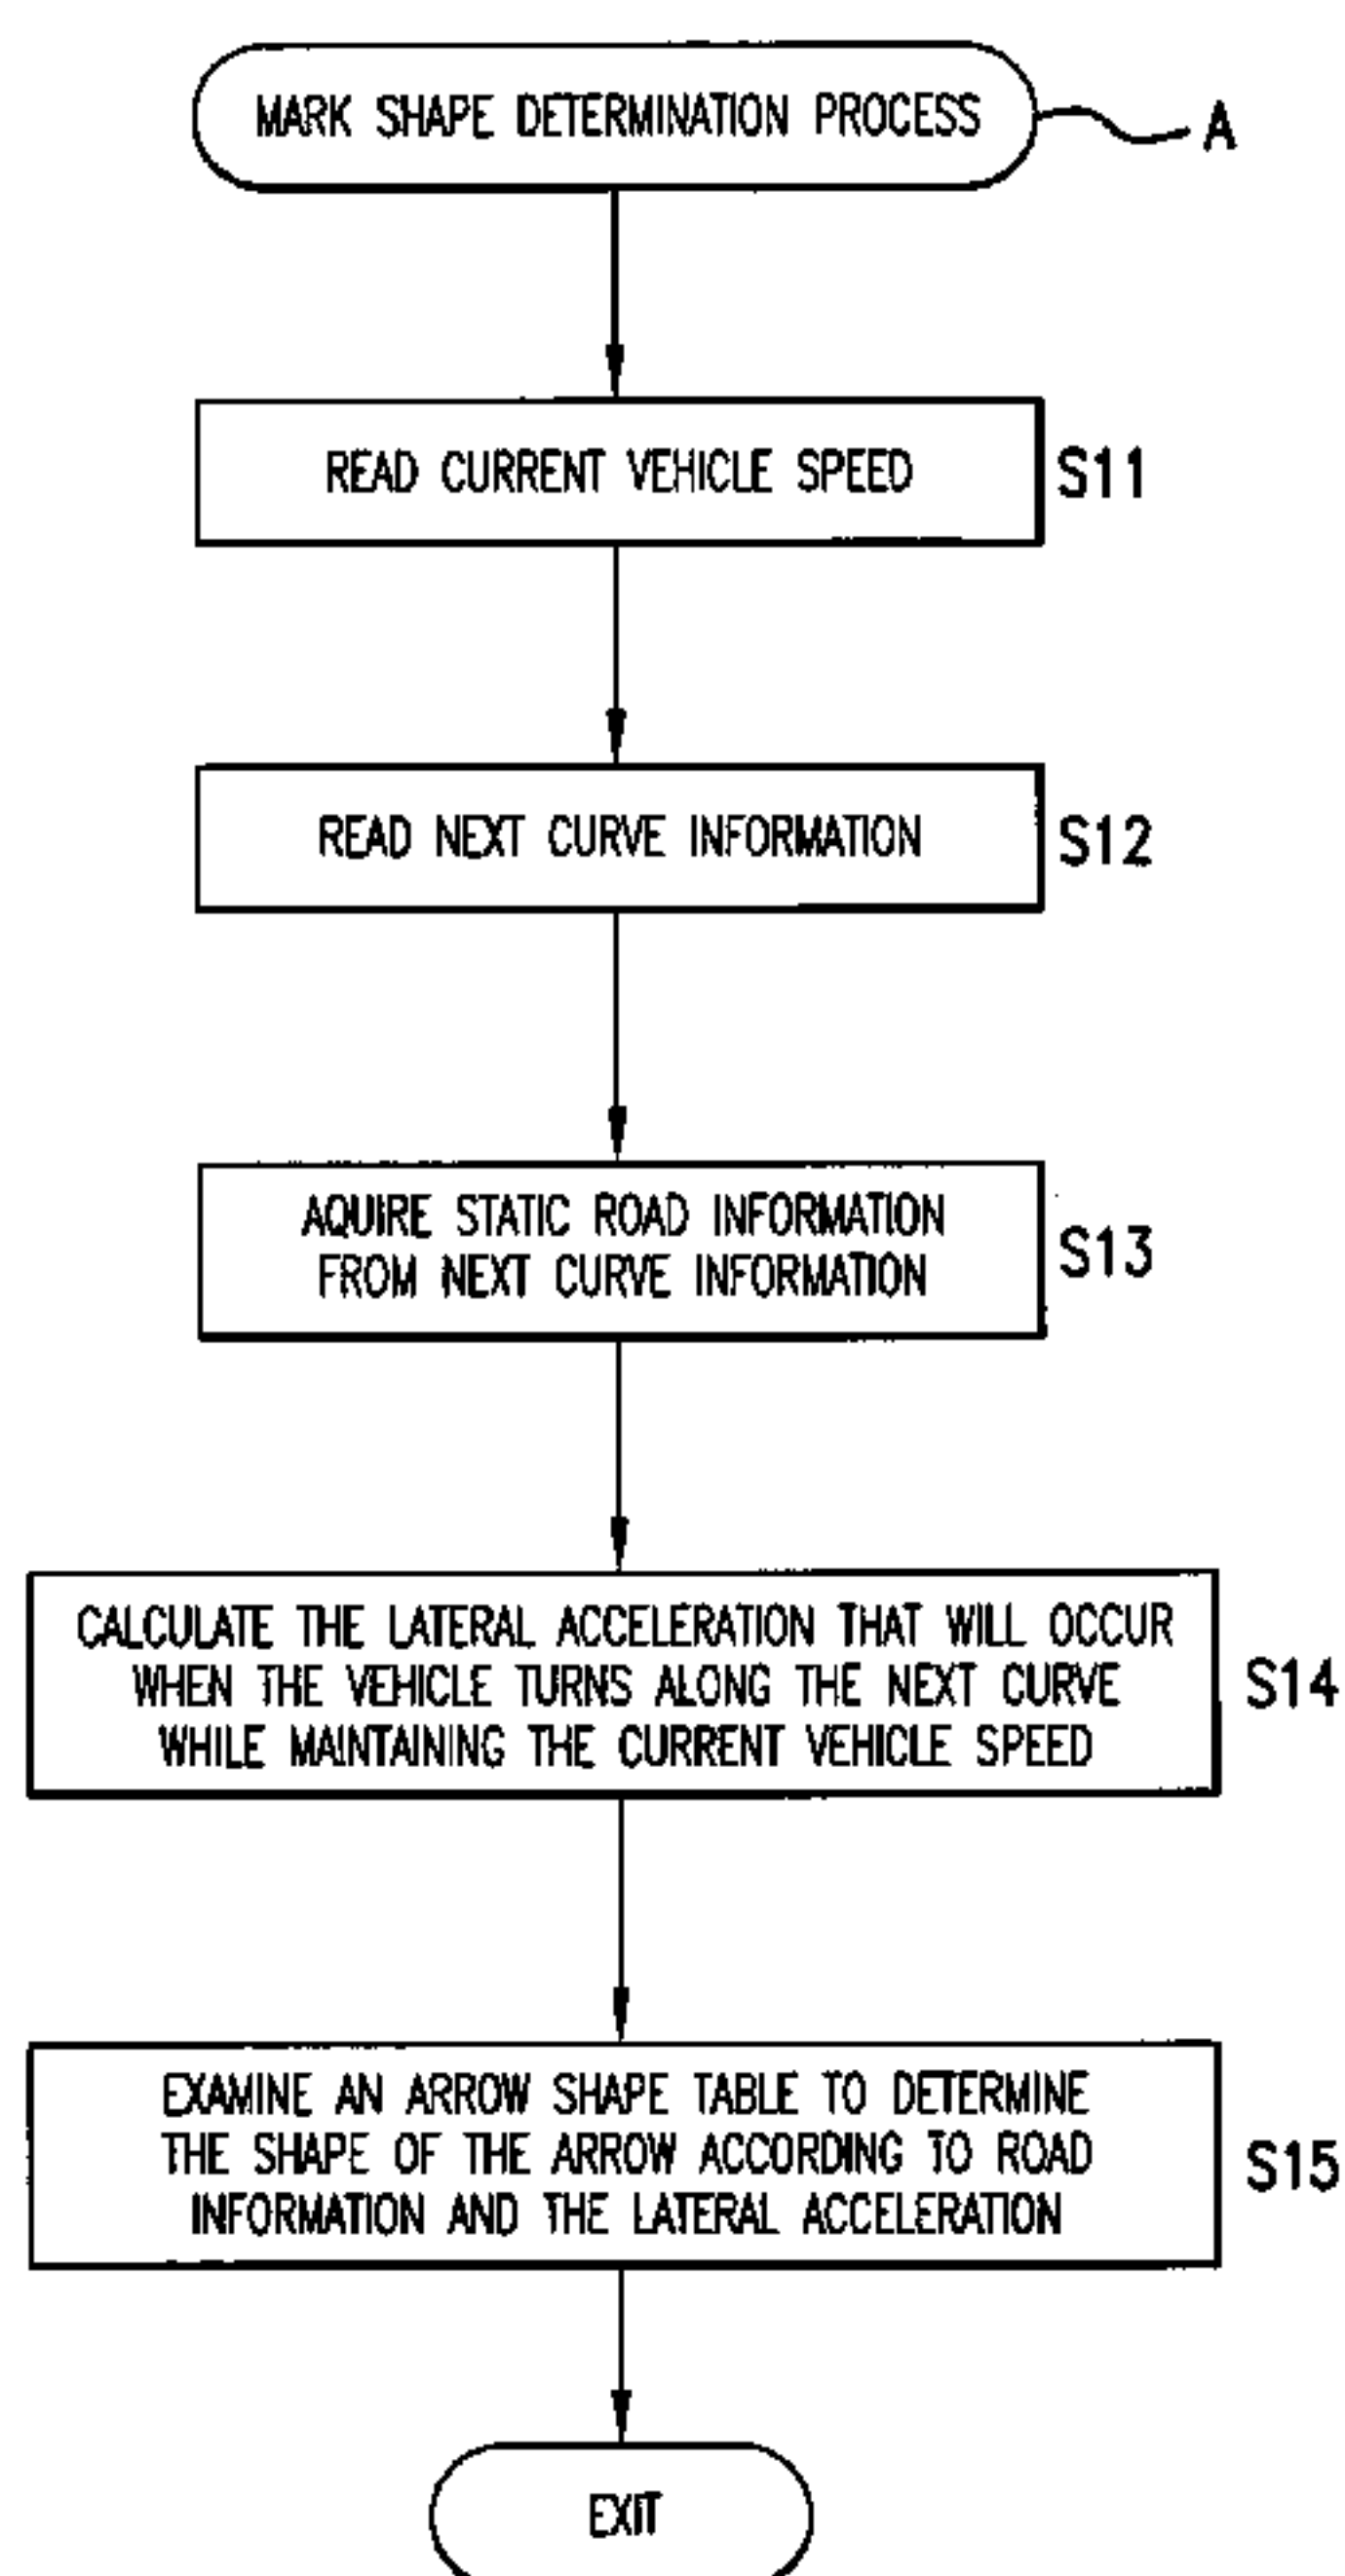 MARK SHAPE DETERMINATION PROCESS
A
READ CURRENT VEHICLE SPEED
S11
READ NEXT CURVE INFORMATION
S12
AQUIRE STATIC ROAD INFORMATION
FROM NEXT CURVE INFORMATION
S13
CALCULATE THE LATERAL ACCELERATION THAT WILL OCCUR
WHEN THE VEHICLE TURNS ALONG THE NEXT CURVE
WHILE MAINTAINING THE CURRENT VEHICLE SPEED
S14
EXAMINE AN ARROW SHAPE TABLE TO DETERMINE
THE SHAPE OF THE ARROW ACCORDING TO ROAD
INFORMATION AND THE LATERAL ACCELERATION
S15
EXIT